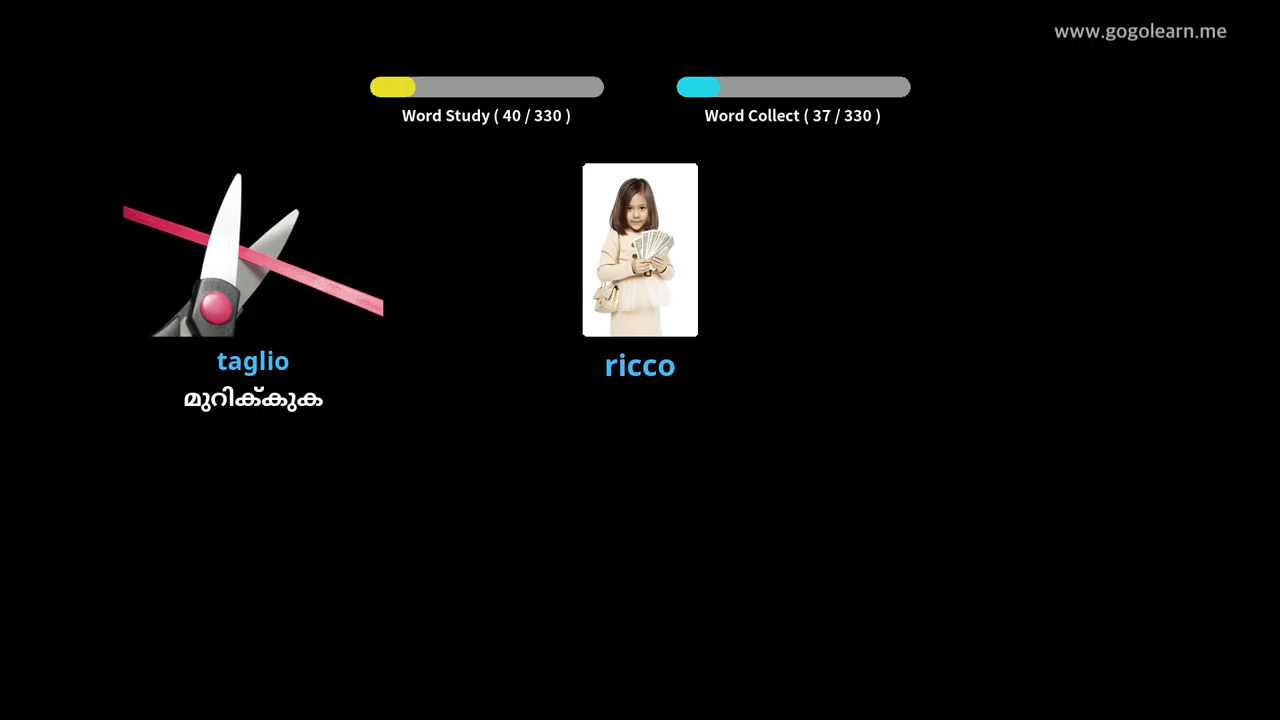 www.gogolearn.me
Word Study ( 40 / 330 )
Word Collect ( 37 / 330 )
taglio
മുറിക്കുക
ricco